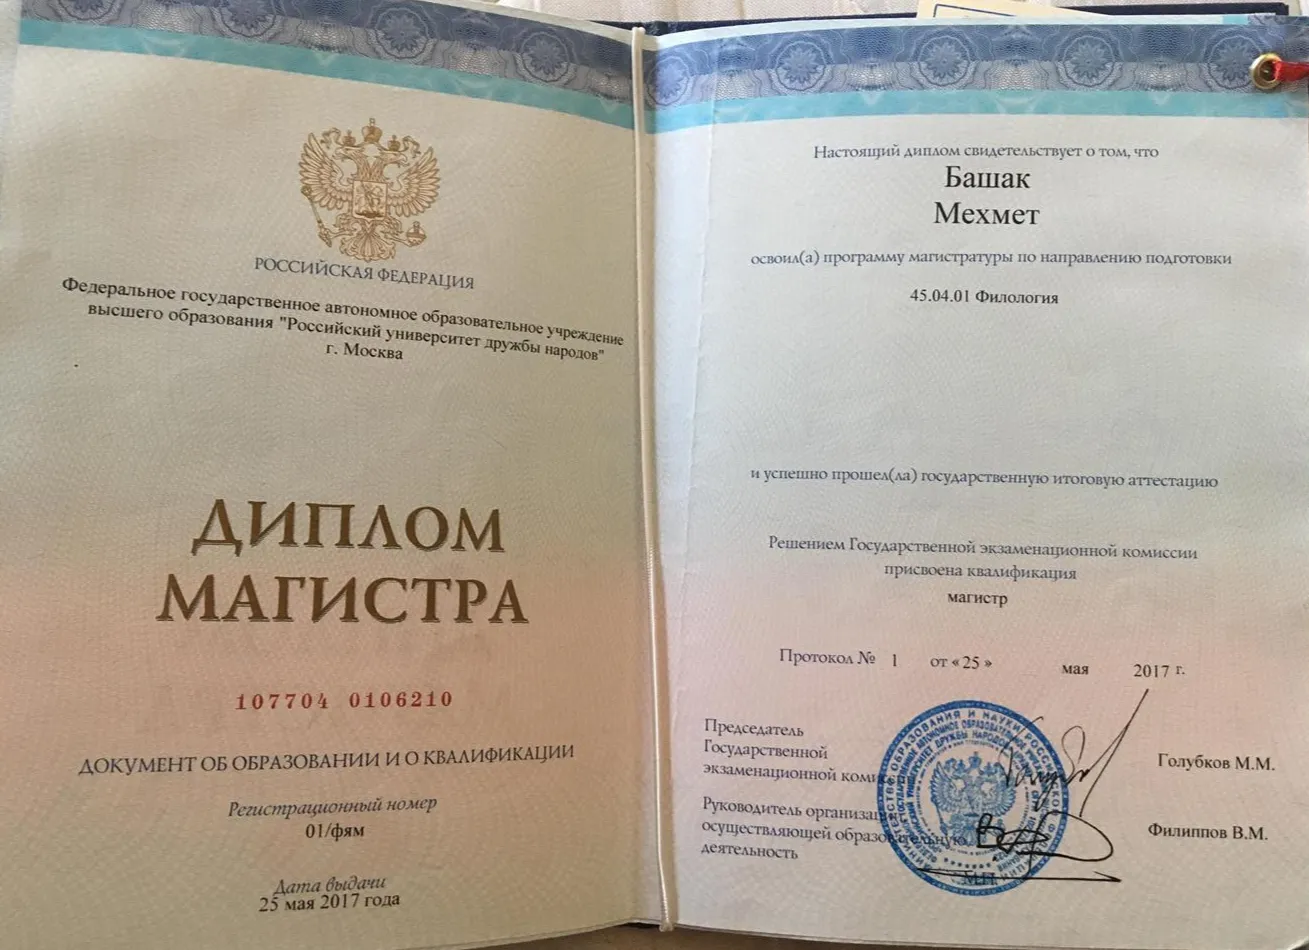 РОССИЙСКАЯ ФЕДЕРАЦИЯ
Федеральное государственное автономное образовательное учреждение
высшего образования "Российский университет дружбы народов"
г. Москва
ДИПЛОМ
МАГИСТРА
107704 0106210
ДОКУМЕНТ ОБ ОБРАЗОВАНИИ И О КВАЛИФИКАЦИИ
Регистрационный номер
01/фям
Дата выдачи
25 мая 2017 года
Настоящий диплом свидетельствует о том, что
Башак
Мехмет
освоил(а) программу магистратуры по направлению подготовки
45.04.01 Филология
и успешно прошел(ла) государственную итоговую аттестацию
Решением Государственной экзаменационной комиссии
присвоена квалификация
магистр
Протокол № 1 от «25» мая 2017 г.
Председатель
Государственной
экзаменационной комиссии
Голубков М.М.
Руководитель организации,
осуществляющей образовательную
деятельность
Филиппов В.М.
М.П.